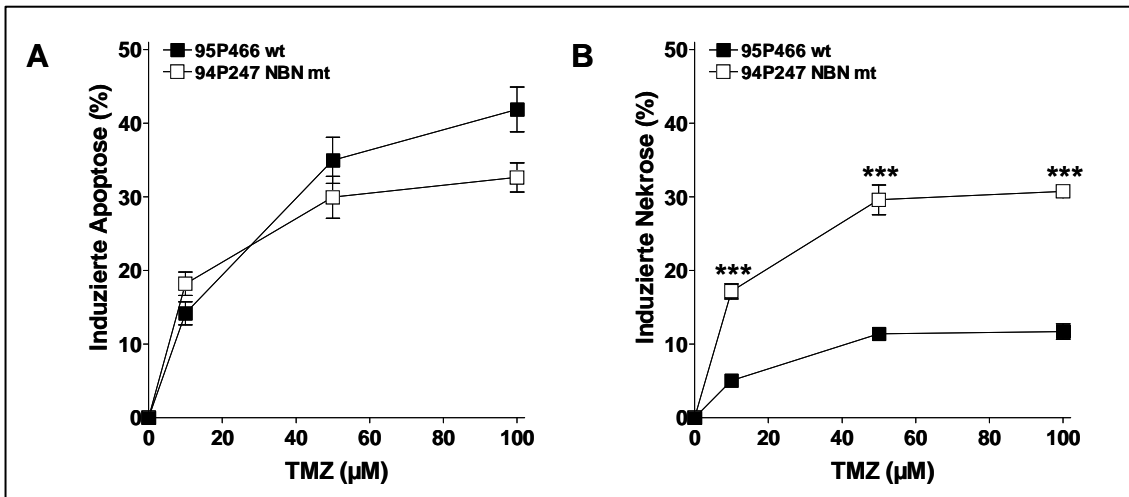 A
50
95P466 wt
94P247 NBN mt
40
30
20
10
0
Induzierte Apoptose (%)
0 20 40 60 80 100
TMZ (µM)
B
50
95P466 wt
94P247 NBN mt
40
30
20
10
0
Induzierte Nekrose (%)
***
***
***
0 20 40 60 80 100
TMZ (µM)